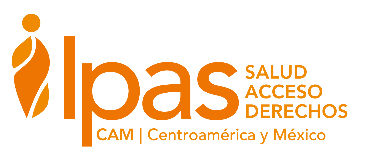 Ipas
SALUD
ACCESO
DERECHOS
CAM | Centroamérica y México